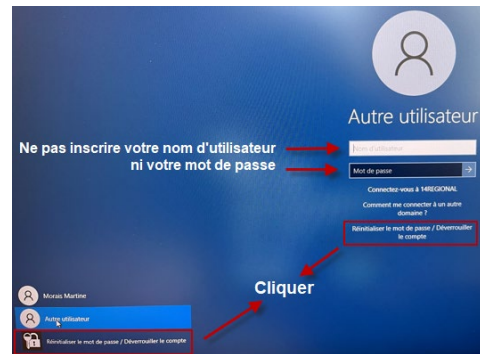 Autre utilisateur
Ne pas inscrire votre nom d'utilisateur
ni votre mot de passe
Nom d'utilisateur
Mot de passe
Connectez-vous à 14REGIONAL
Comment me connecter à un autre
domaine ?
Réinitialiser le mot de passe / Déverrouiller
le compte
Cliquer
Morais Martine
Autre utilisateur
Réinitialiser le mot de passe / Déverrouiller le compte